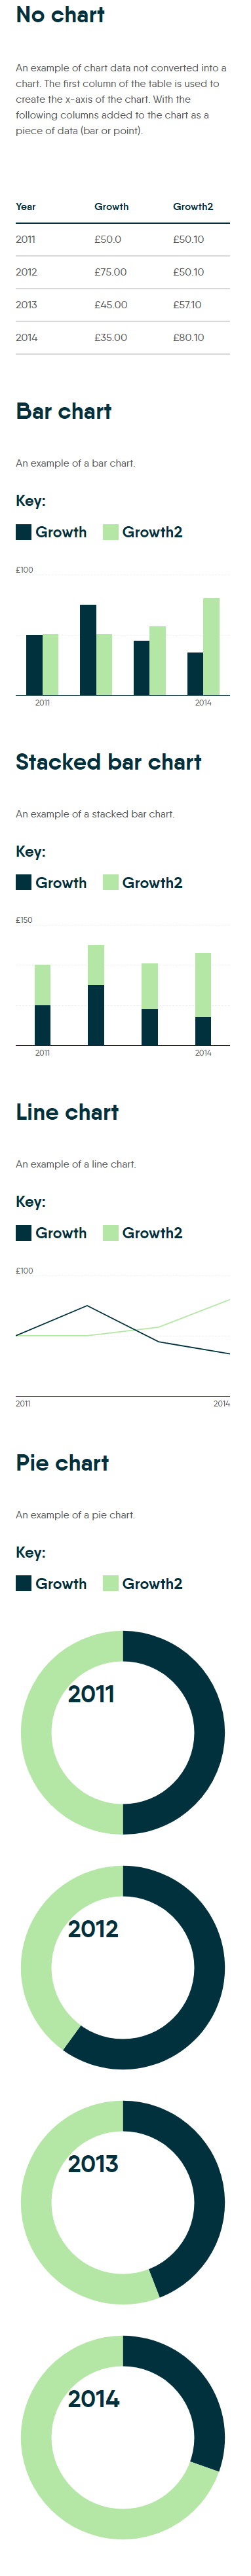 No chart
An example of chart data not converted into a
chart. The first column of the table is used to
create the x-axis of the chart. With the
following columns added to the chart as a
piece of data (bar or point).
Year Growth Growth2
2011 £50.0 £50.10
2012 £75.00 £50.10
2013 £45.00 £57.10
2014 £35.00 £80.10
Bar chart
An example of a bar chart.
Key:
Growth Growth2
£100
2011 2014
Stacked bar chart
An example of a stacked bar chart.
Key:
Growth Growth2
£150
2011 2014
Line chart
An example of a line chart.
Key:
Growth Growth2
£100
2011 2014
Pie chart
An example of a pie chart.
Key:
Growth Growth2
2011
2012
2013
2014